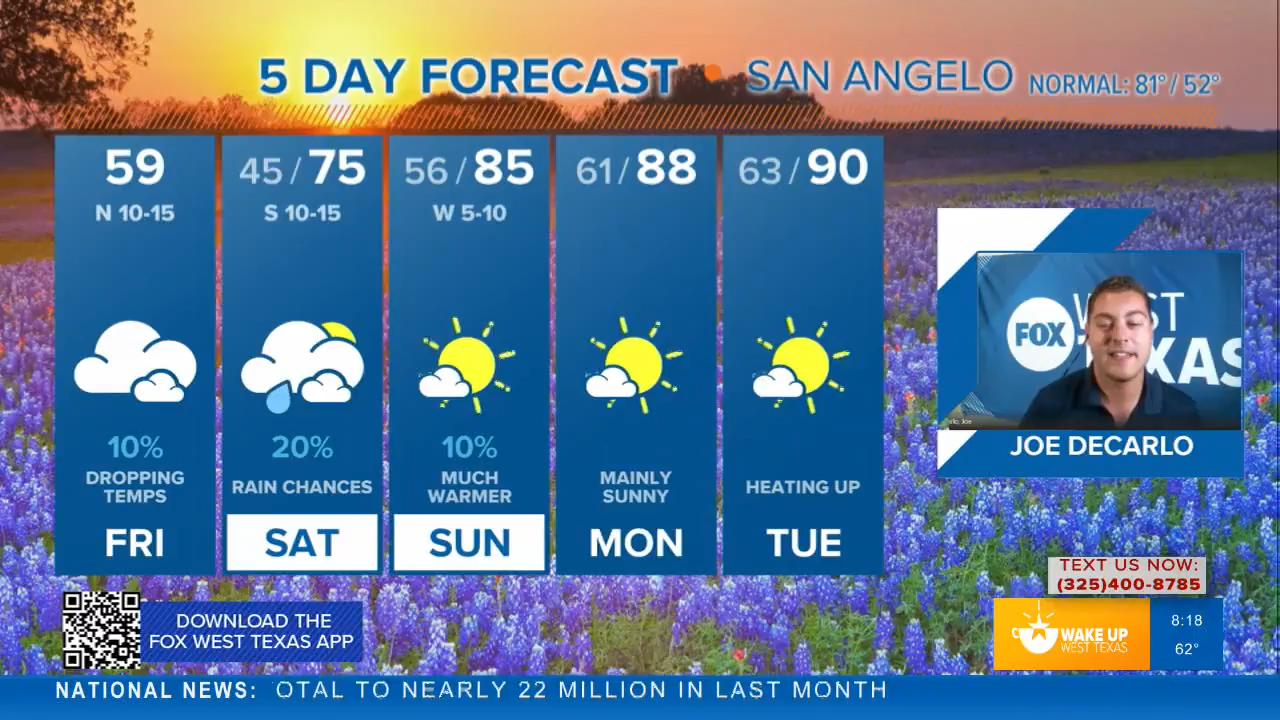 5 DAY FORECAST • SAN ANGELO NORMAL: 81°/ 52°
59
N 10-15
10%
DROPPING
TEMPS
FRI
45/75
S 10-15
20%
RAIN CHANCES
SAT
56/85
W 5-10
10%
MUCH
WARMER
SUN
61/88
MAINLY
SUNNY
MON
63/90
HEATING UP
TUE
FOX
WEST
TEXAS
JOE DECARLO
TEXT US NOW:
(325)400-8785
DOWNLOAD THE
FOX WEST TEXAS APP
WAKE UP
WEST TEXAS
8:18
62°
NATIONAL NEWS: OTAL TO NEARLY 22 MILLION IN LAST MONTH